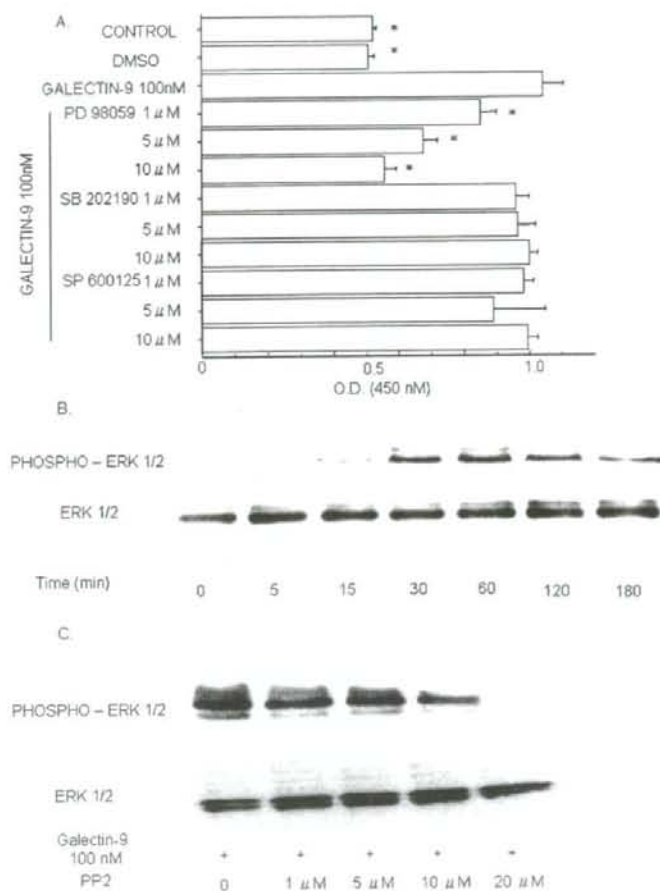 A.
CONTROL *
DMSO *
GALECTIN-9 100nM
PD 98059 1 μM *
5 μM *
10 μM *
SB 202190 1 μM
5 μM
10 μM
SP 600125 1 μM
5 μM
10 μM
GALECTIN-9 100nM
0 0.5 1.0
O.D. (450 nM)
B.
PHOSPHO – ERK 1/2
ERK 1/2
Time (min) 0 5 15 30 60 120 180
C.
PHOSPHO – ERK 1/2
ERK 1/2
Galectin-9
100 nM + + + + +
PP2 0 1 μM 5 μM 10 μM 20 μM